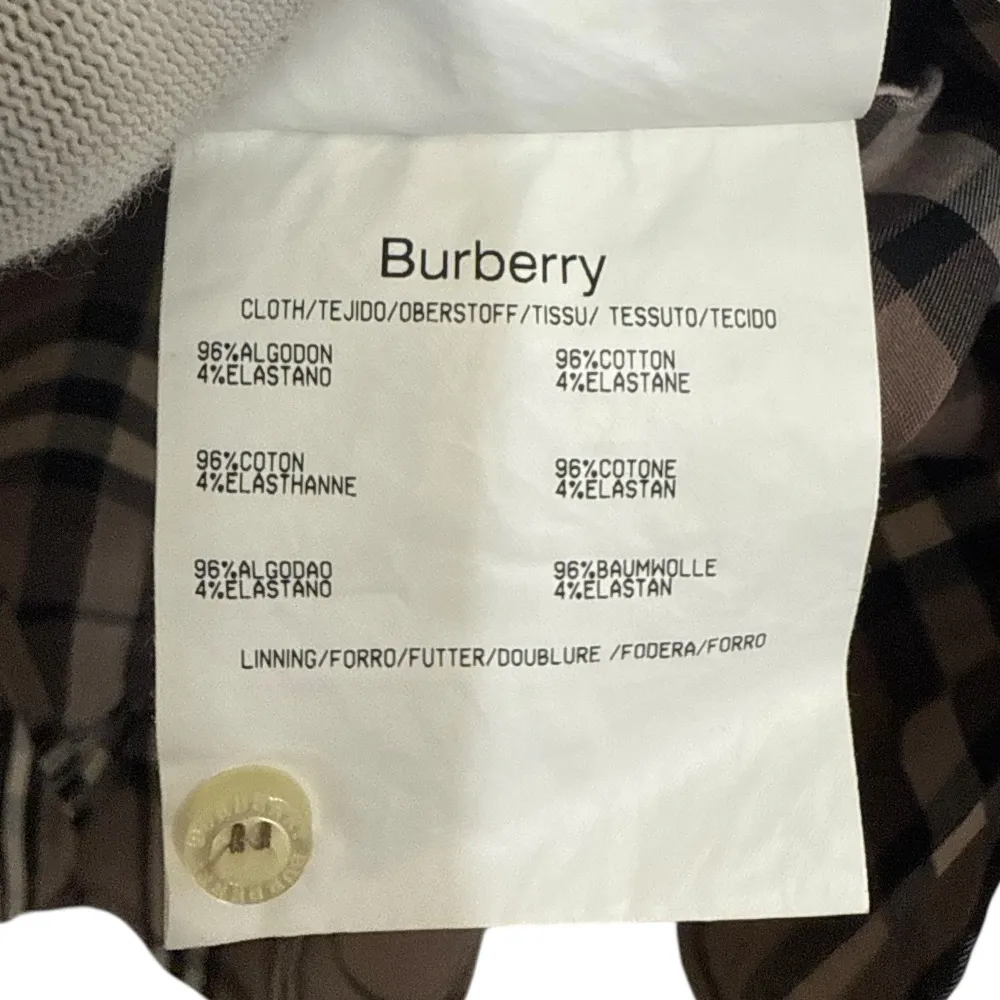 Burberry
CLOTH/TEJIDO/OBERSTOFF/TISSU/ TESSUTO/TECIDO
96%ALGODON
4%ELASTANO
96%COTTON
4%ELASTANE
96%COTON
4%ELASTHANNE
96%COTONE
4%ELASTAN
96%ALGODAO
4%ELASTANO
96%BAUMWOLLE
4%ELASTAN
LINNING/FORRO/FUTTER/DOUBLURE /FODERA/FORRO